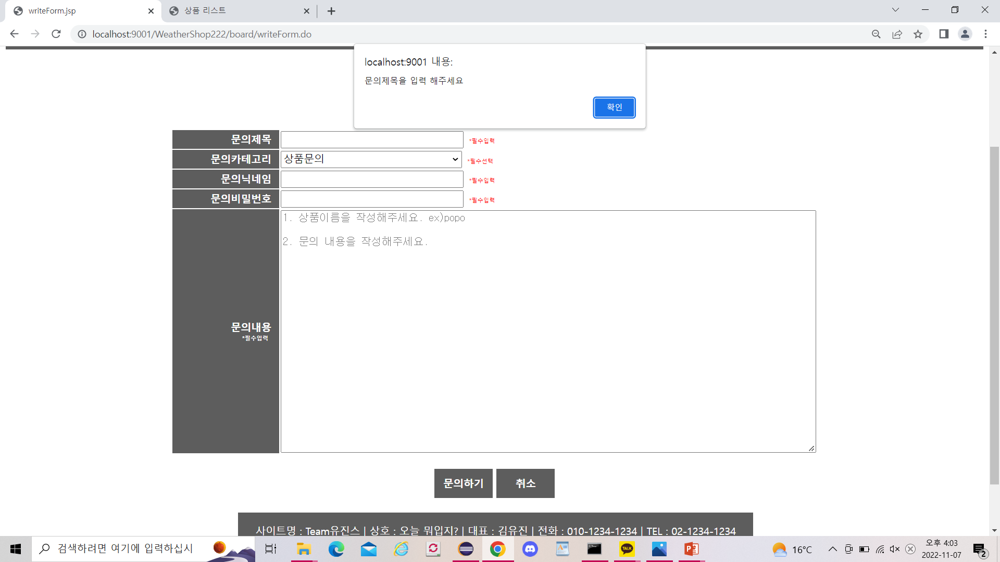 writeForm.jsp
상품 리스트
localhost:9001/WeatherShop222/board/writeForm.do
localhost:9001 내용:
문의제목을 입력 해주세요
확인
문의제목
*필수입력
문의카테고리
상품문의
*필수선택
문의닉네임
*필수입력
문의비밀번호
*필수입력
1. 상품이름을 작성해주세요. ex)popo
2. 문의 내용을 작성해주세요.
문의내용
*필수입력
문의하기
취소
사이트명 : Team유진스 | 상호 : 오늘 뭐입지? | 대표 : 김유진 | 전화 : 010-1234-1234 | TEL : 02-1234-1234
검색하려면 여기에 입력하십시
TALK
16°C
오후 4:03
2022-11-07
2